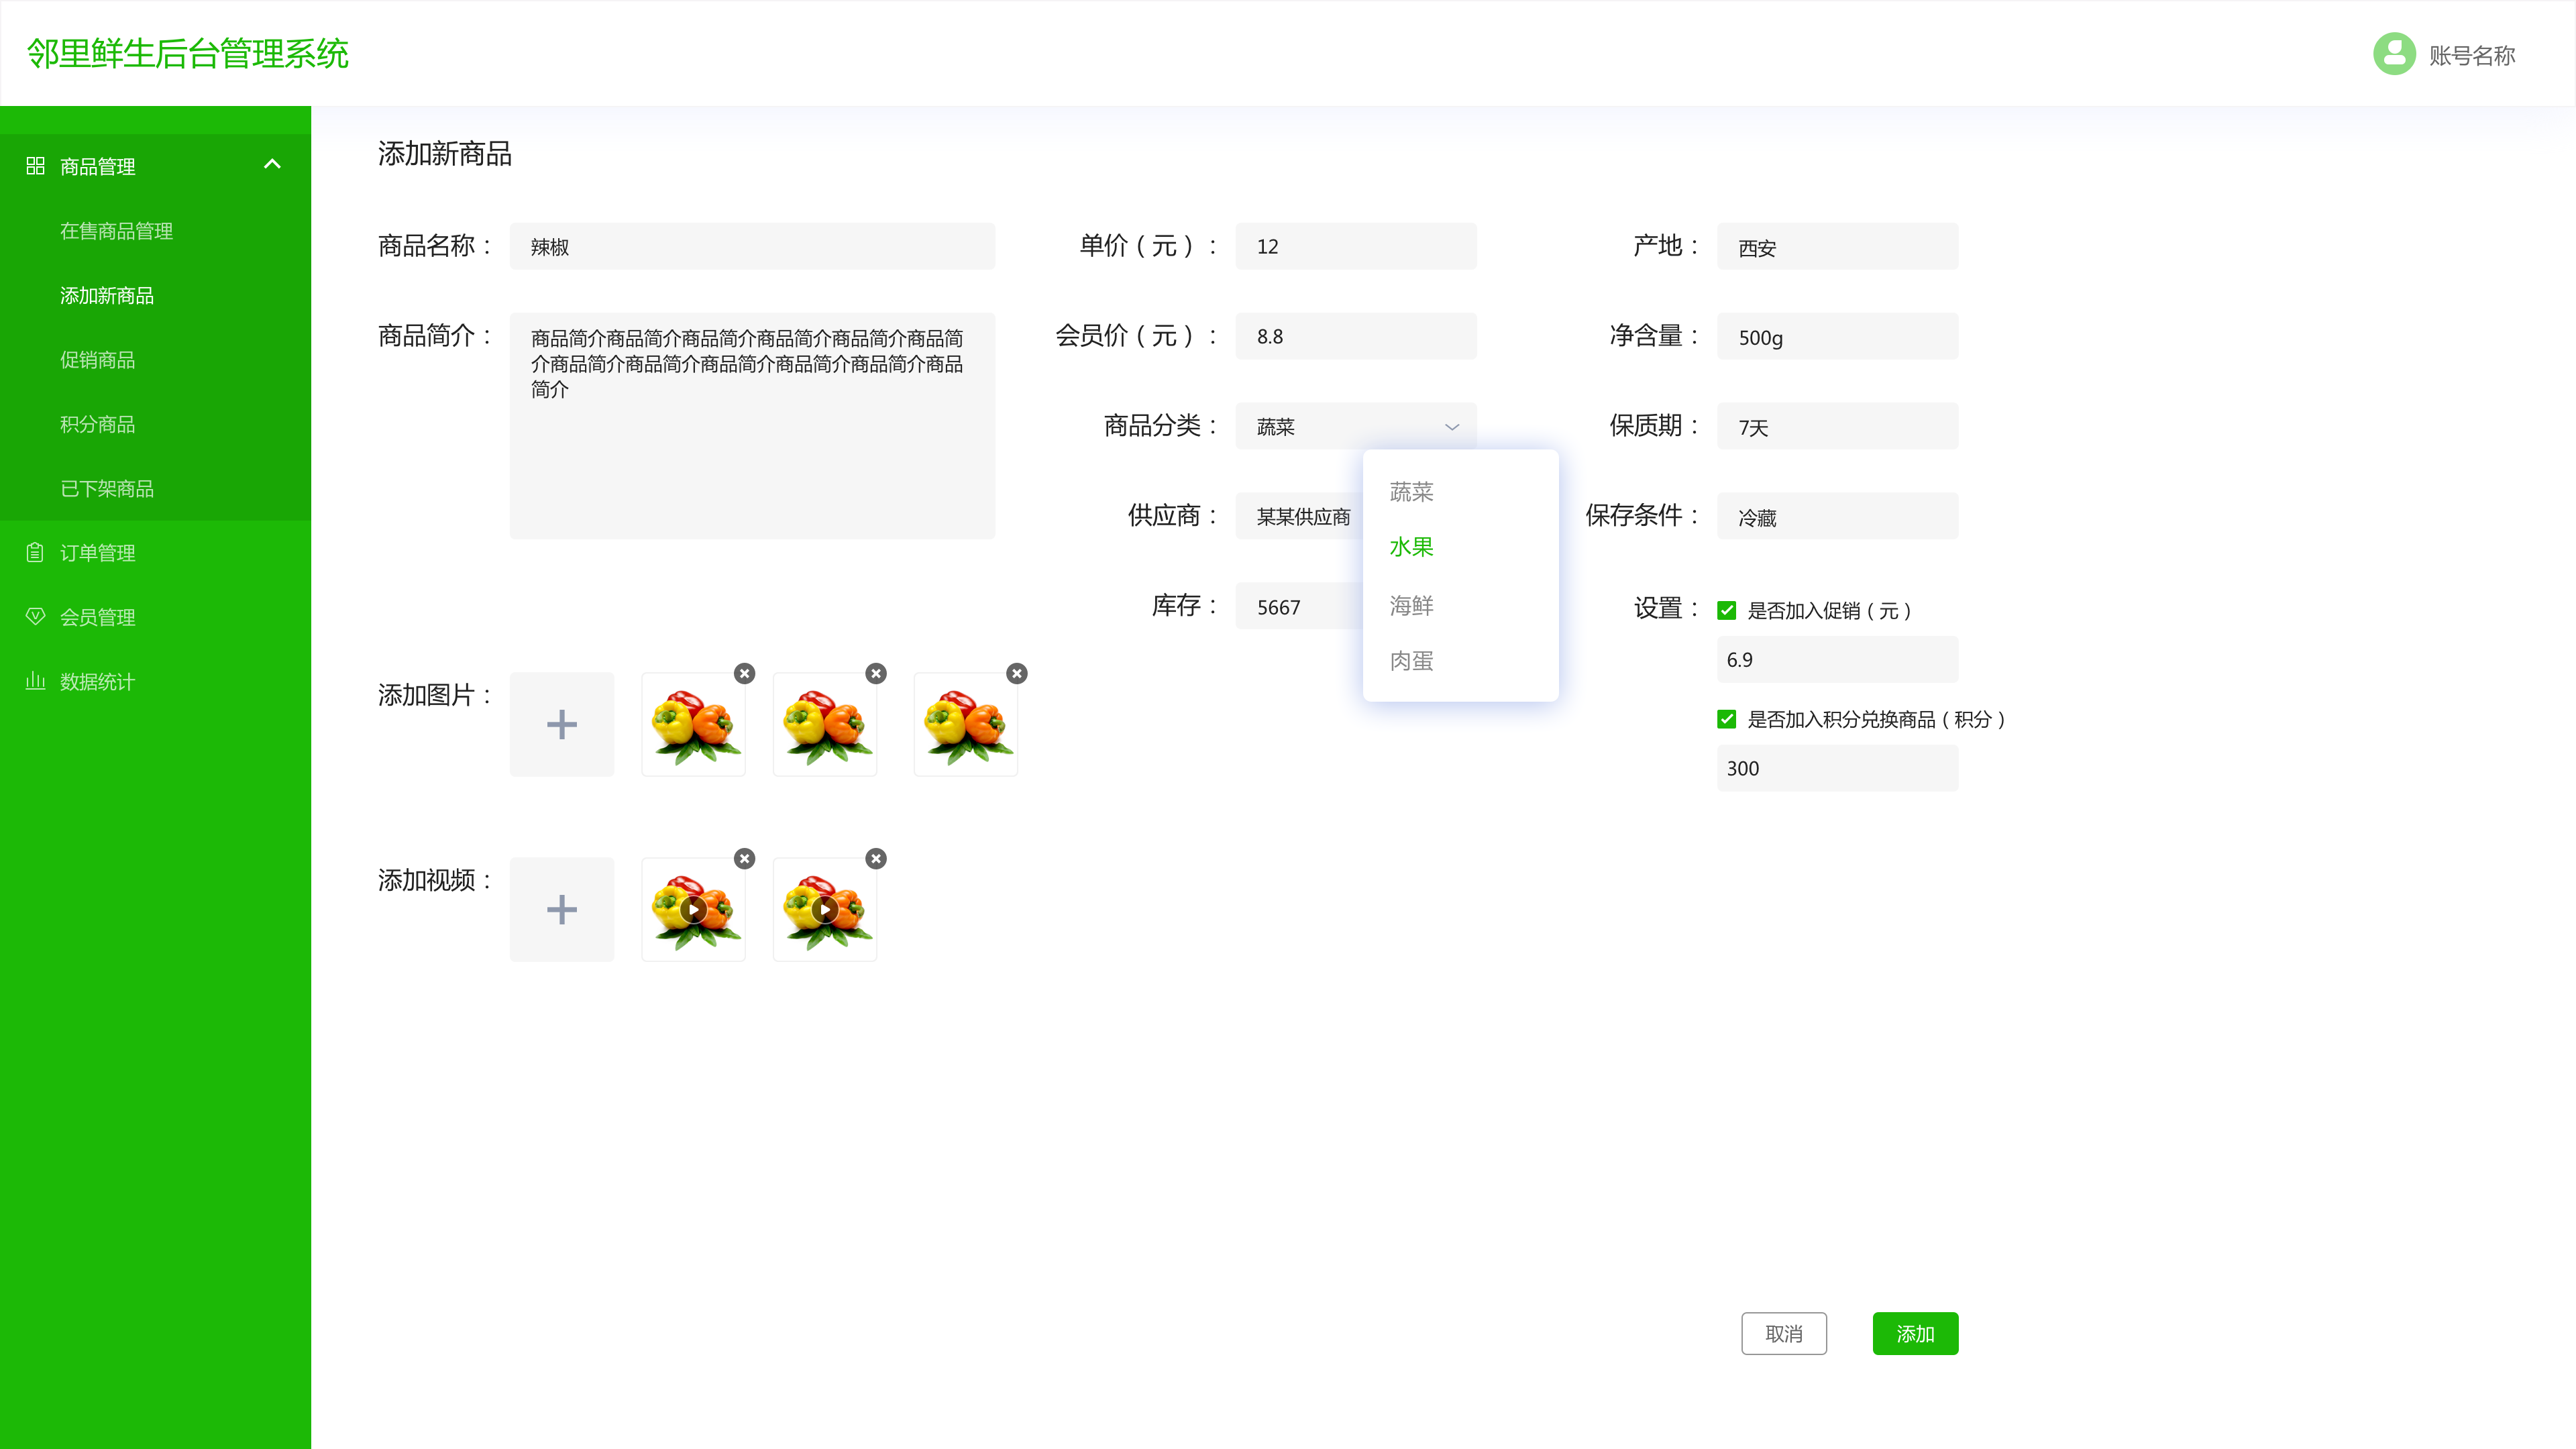 邻里鲜生后台管理系统
账号名称
商品管理
在售商品管理
添加新商品
促销商品
积分商品
已下架商品
订单管理
会员管理
数据统计
添加新商品
商品名称：
辣椒
商品简介：
商品简介商品简介商品简介商品简介商品简介商品简
介商品简介商品简介商品简介商品简介商品简介商品
简介
添加图片：
添加视频：
单价（元）：
12
会员价（元）：
8.8
商品分类：
蔬菜
供应商：
某某供应商
库存：
5667
蔬菜
水果
海鲜
肉蛋
产地：
西安
净含量：
500g
保质期：
7天
保存条件：
冷藏
设置：
是否加入促销（元）
6.9
是否加入积分兑换商品（积分）
300
取消
添加